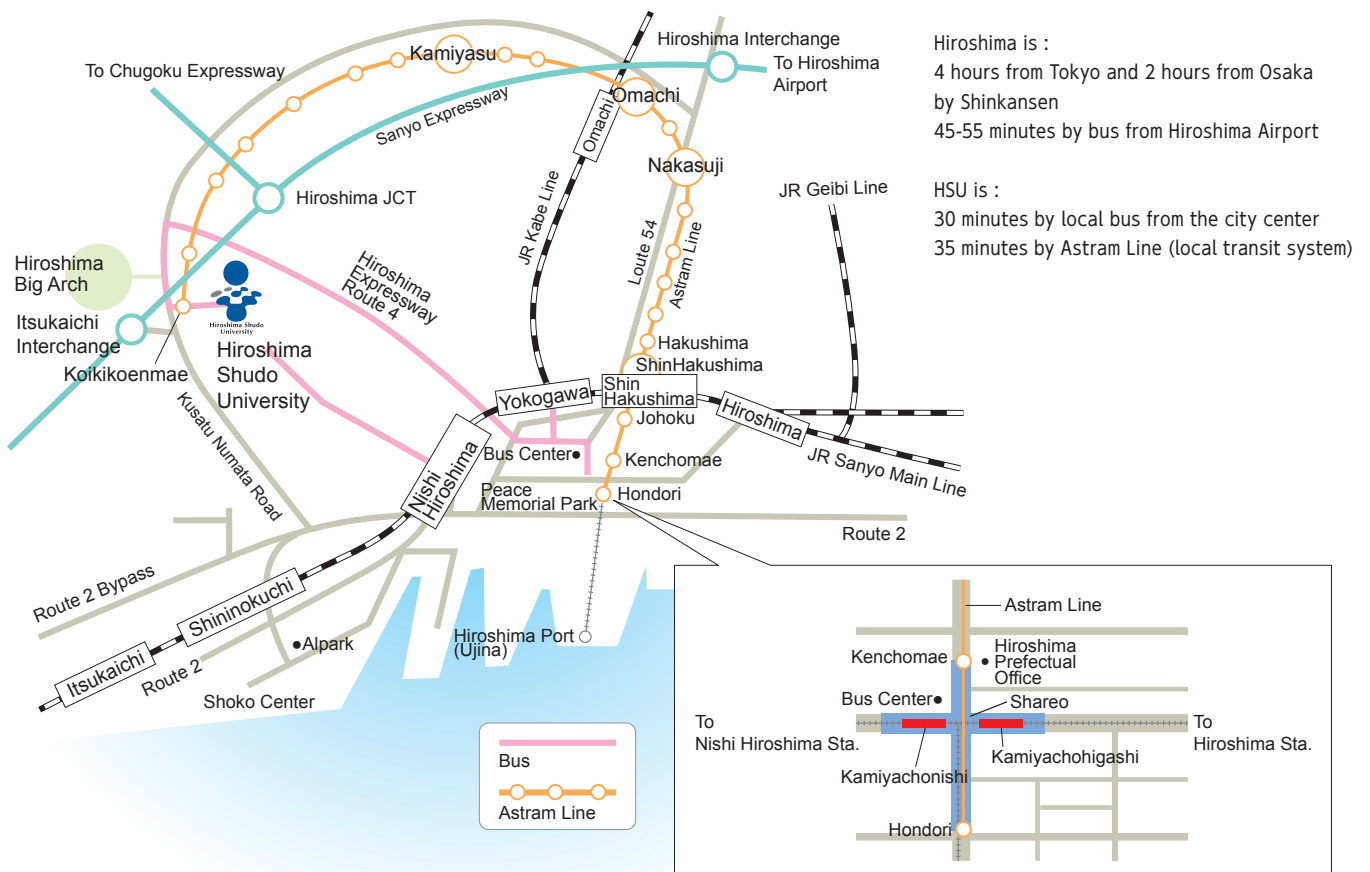 Hiroshima Interchange
To Hiroshima
Airport
Kamiyasu
To Chugoku Expressway
Sanyo Expressway
Omachi
Omachi
Nakasuji
JR Kabe Line
Loute 54
Astram Line
JR Geibi Line
Hiroshima JCT
Hiroshima
Big Arch
Hiroshima
Expressway
Route 4
Itsukaichi
Interchange
Koikikoenmae
Hiroshima Shudo
University
Hiroshima
Shudo
University
Kusatu Numata Road
Hakushima
ShinHakushima
Yokogawa
Shin
Hakushima
Hiroshima
Johoku
Nishi
Hiroshima
Bus Center
Kenchomae
JR Sanyo Main Line
Peace
Memorial Park
Hondori
Route 2
Route 2 Bypass
Shininokuchi
Itsukaichi
Route 2
Alpark
Shoko Center
Hiroshima Port
(Ujina)
Bus
Astram Line
Hiroshima is :
4 hours from Tokyo and 2 hours from Osaka
by Shinkansen
45-55 minutes by bus from Hiroshima Airport
HSU is :
30 minutes by local bus from the city center
35 minutes by Astram Line (local transit system)
Astram Line
Kenchomae
Hiroshima
Prefectual
Office
Bus Center
Shareo
To
Nishi Hiroshima Sta.
To
Hiroshima Sta.
Kamiyachonishi
Kamiyachohigashi
Hondori